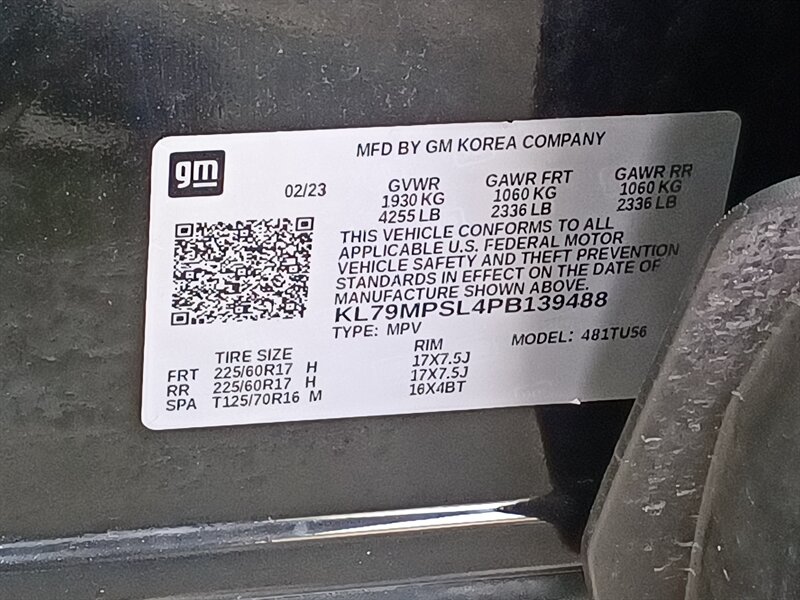 MFD BY GM KOREA COMPANY
gm
02/23
GVWR GAWR FRT GAWR RR
1930 KG 1060 KG 1060 KG
4255 LB 2336 LB 2336 LB
THIS VEHICLE CONFORMS TO ALL
APPLICABLE U.S. FEDERAL MOTOR
VEHICLE SAFETY AND THEFT PREVENTION
STANDARDS IN EFFECT ON THE DATE OF
MANUFACTURE SHOWN ABOVE.
KL79MPSL4PB139488
TYPE: MPV MODEL: 481TU56
TIRE SIZE RIM
FRT 225/60R17 H 17X7.5J
RR 225/60R17 H 17X7.5J
SPA T125/70R16 M 16X4BT